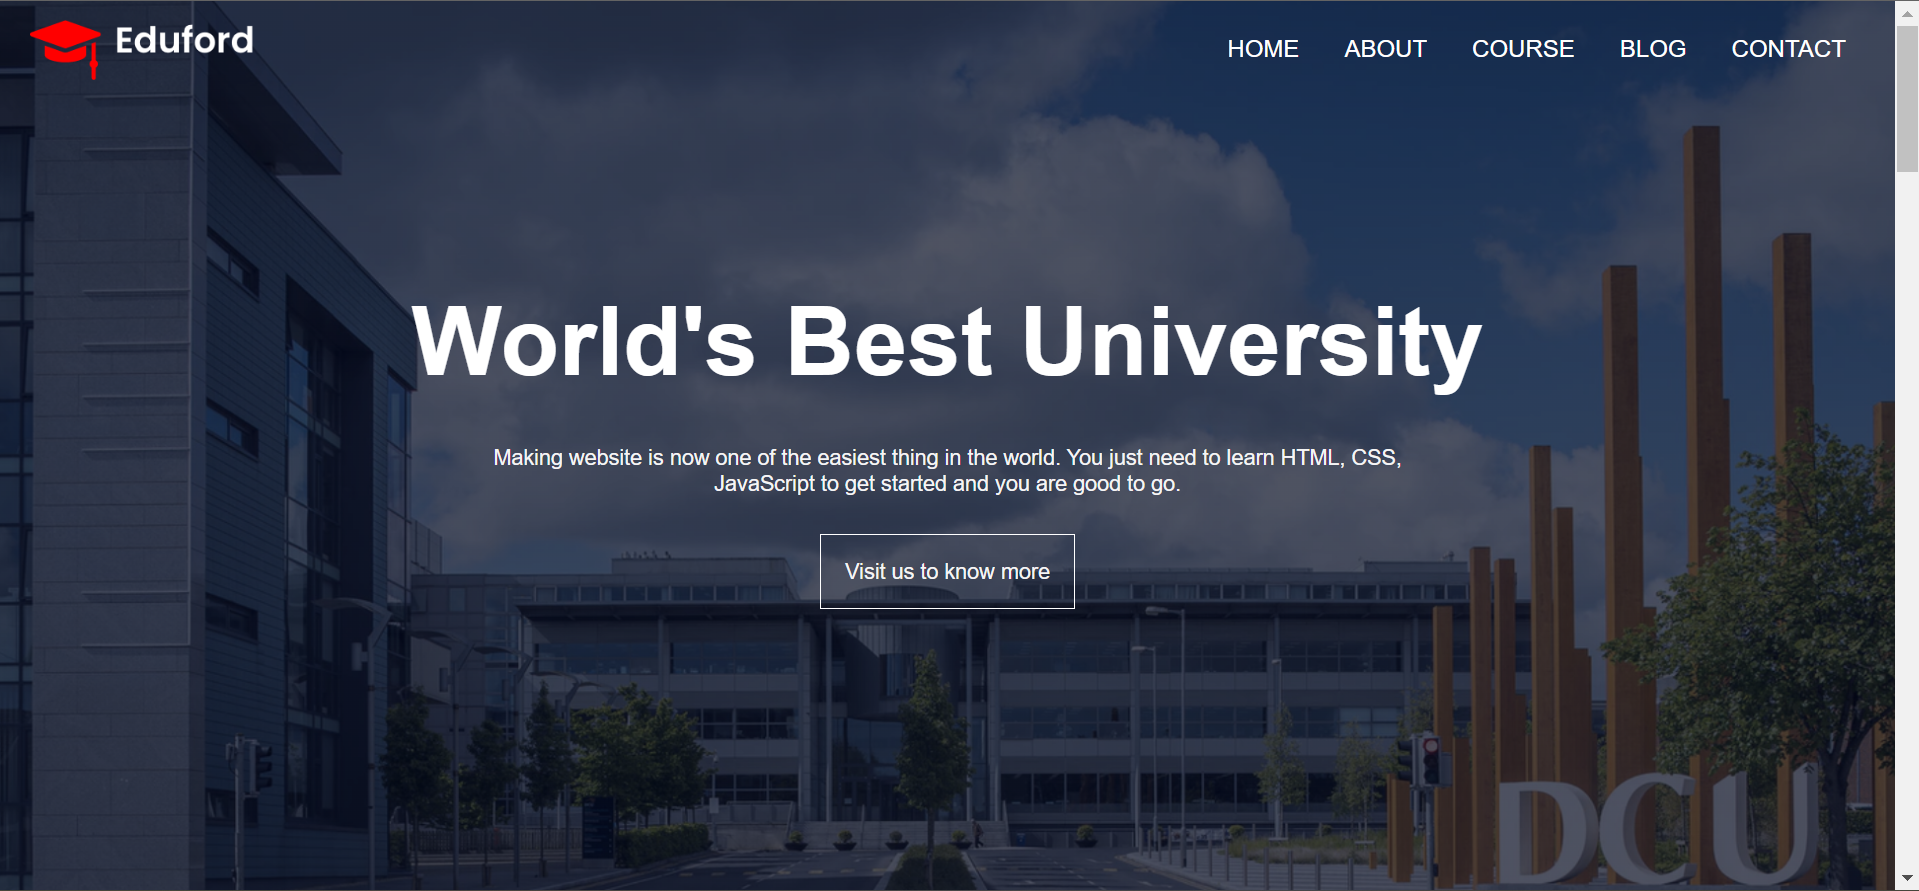 Eduford
HOME ABOUT COURSE BLOG CONTACT
World's Best University
Making website is now one of the easiest thing in the world. You just need to learn HTML, CSS,
JavaScript to get started and you are good to go.
Visit us to know more
DCU